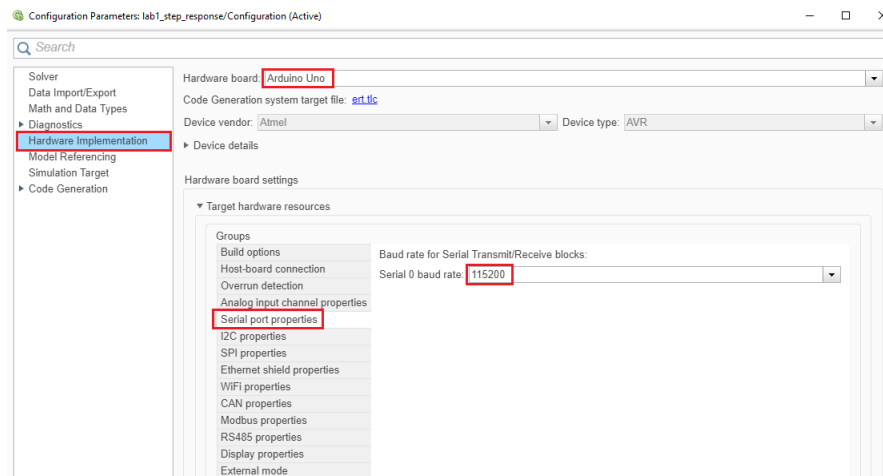 Configuration Parameters: lab1_step_response/Configuration (Active)
Search
Solver
Data Import/Export
Math and Data Types
Diagnostics
Hardware Implementation
Model Referencing
Simulation Target
Code Generation
Hardware board: Arduino Uno
Code Generation system target file: ert.tlc
Device vendor: Atmel Device type: AVR
Device details
Hardware board settings
Target hardware resources
Groups
Build options
Host-board connection
Overrun detection
Analog input channel properties
Serial port properties
I2C properties
SPI properties
Ethernet shield properties
WiFi properties
CAN properties
Modbus properties
RS485 properties
Display properties
External mode
Baud rate for Serial Transmit/Receive blocks:
Serial 0 baud rate: 115200